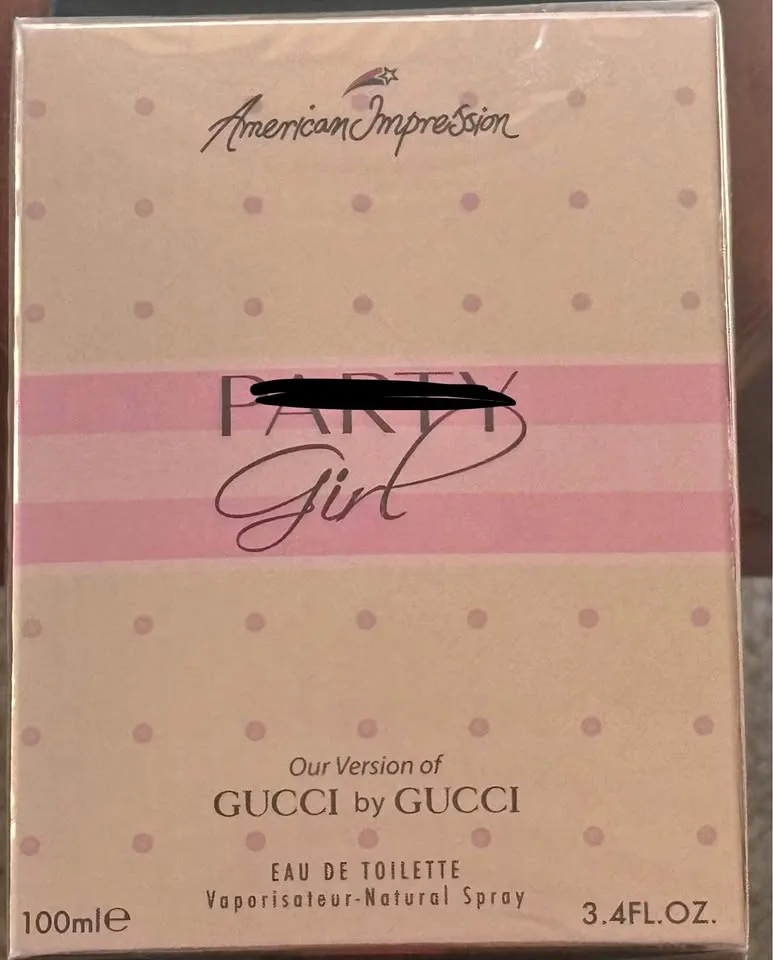 American Impression
PARTY
Girl
Our Version of
GUCCI by GUCCI
EAU DE TOILETTE
Vaporisateur-Natural Spray
100ml℮
3.4FL.OZ.